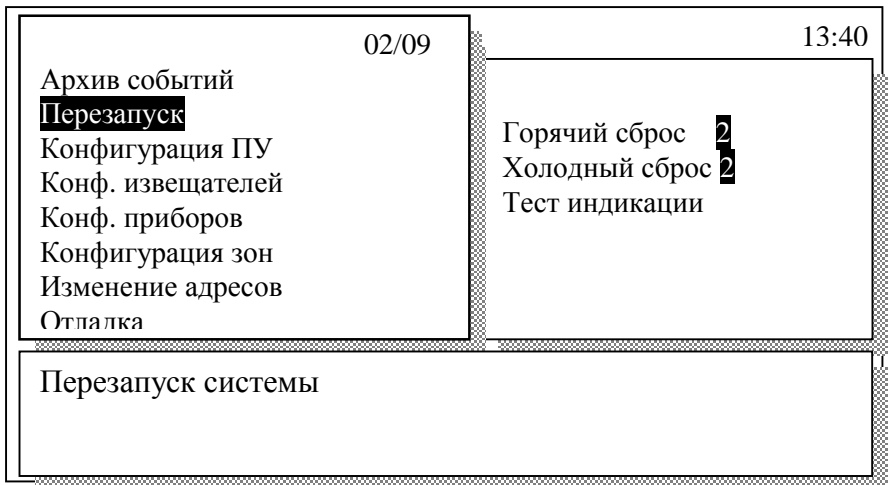 02/09
Архив событий
Перезапуск
Конфигурация ПУ
Конф. извещателей
Конф. приборов
Конфигурация зон
Изменение адресов
Отладка
13:40
Горячий сброс 2
Холодный сброс 2
Тест индикации
Перезапуск системы